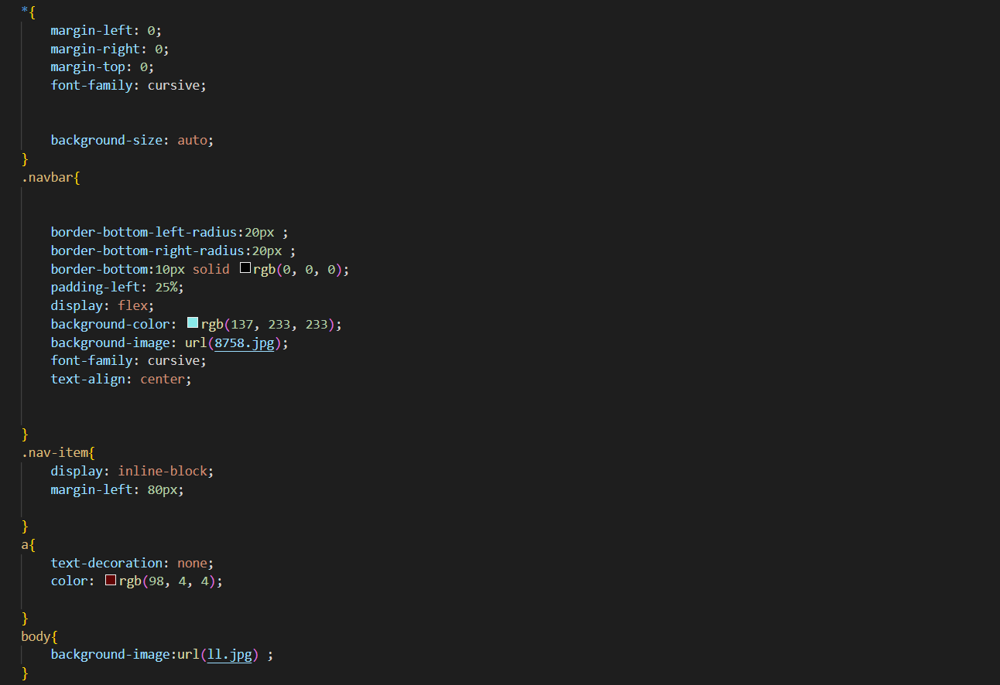 *{
    margin-left: 0;
    margin-right: 0;
    margin-top: 0;
    font-family: cursive;
    background-size: auto;
}
.navbar{
    border-bottom-left-radius:20px ;
    border-bottom-right-radius:20px ;
    border-bottom:10px solid rgb(0, 0, 0);
    padding-left: 25%;
    display: flex;
    background-color: rgb(137, 233, 233);
    background-image: url(8758.jpg);
    font-family: cursive;
    text-align: center;
}
.nav-item{
    display: inline-block;
    margin-left: 80px;
}
a{
    text-decoration: none;
    color: rgb(98, 4, 4);
}
body{
    background-image:url(ll.jpg) ;
}